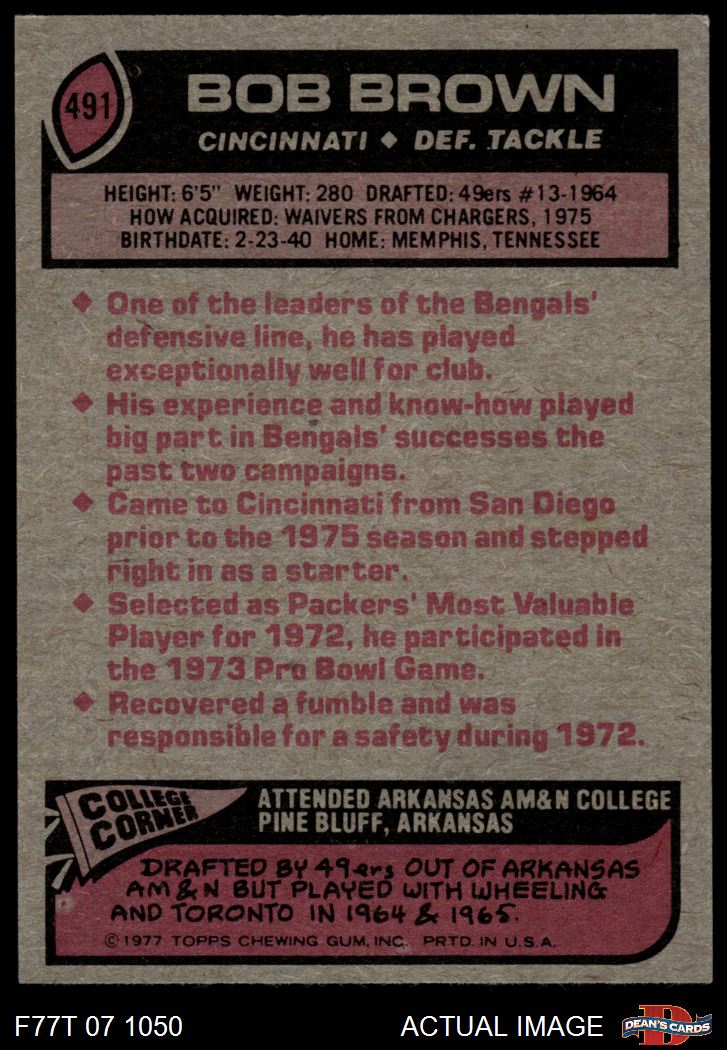 491
BOB BROWN
CINCINNATI ◆ DEF. TACKLE
HEIGHT: 6'5" WEIGHT: 280 DRAFTED: 49ers #13-1964
HOW ACQUIRED: WAIVERS FROM CHARGERS, 1975
BIRTHDATE: 2-23-40 HOME: MEMPHIS, TENNESSEE
◆ One of the leaders of the Bengals'
defensive line, he has played
exceptionally well for club.
◆ His experience and know-how played
big part in Bengals' successes the
past two campaigns.
◆ Came to Cincinnati from San Diego
prior to the 1975 season and stepped
right in as a starter.
◆ Selected as Packers' Most Valuable
Player for 1972, he participated in
the 1973 Pro Bowl Game.
◆ Recovered a fumble and was
responsible for a safety during 1972.
COLLEGE
CORNER
ATTENDED ARKANSAS AM&N COLLEGE
PINE BLUFF, ARKANSAS
DRAFTED BY 49ers OUT OF ARKANSAS
AM & N BUT PLAYED WITH WHEELING
AND TORONTO IN 1964 & 1965.
©1977 TOPPS CHEWING GUM, INC. PRTD. IN U.S.A.
F77T 07 1050
ACTUAL IMAGE
D
DEAN'S CARDS